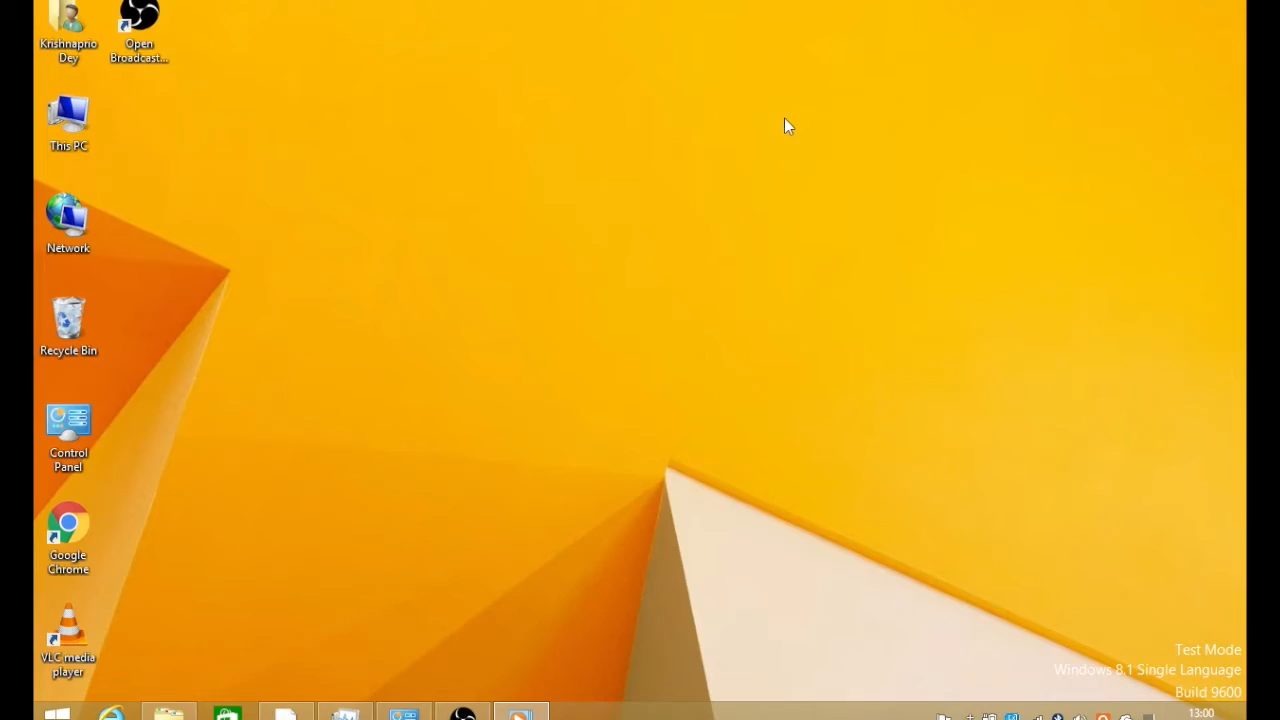 Krishnaprio
Dey
Open
Broadcast...
This PC
Network
Recycle Bin
Control
Panel
Google
Chrome
VLC media
player
Test Mode
Windows 8.1 Single Language
Build 9600
13:00